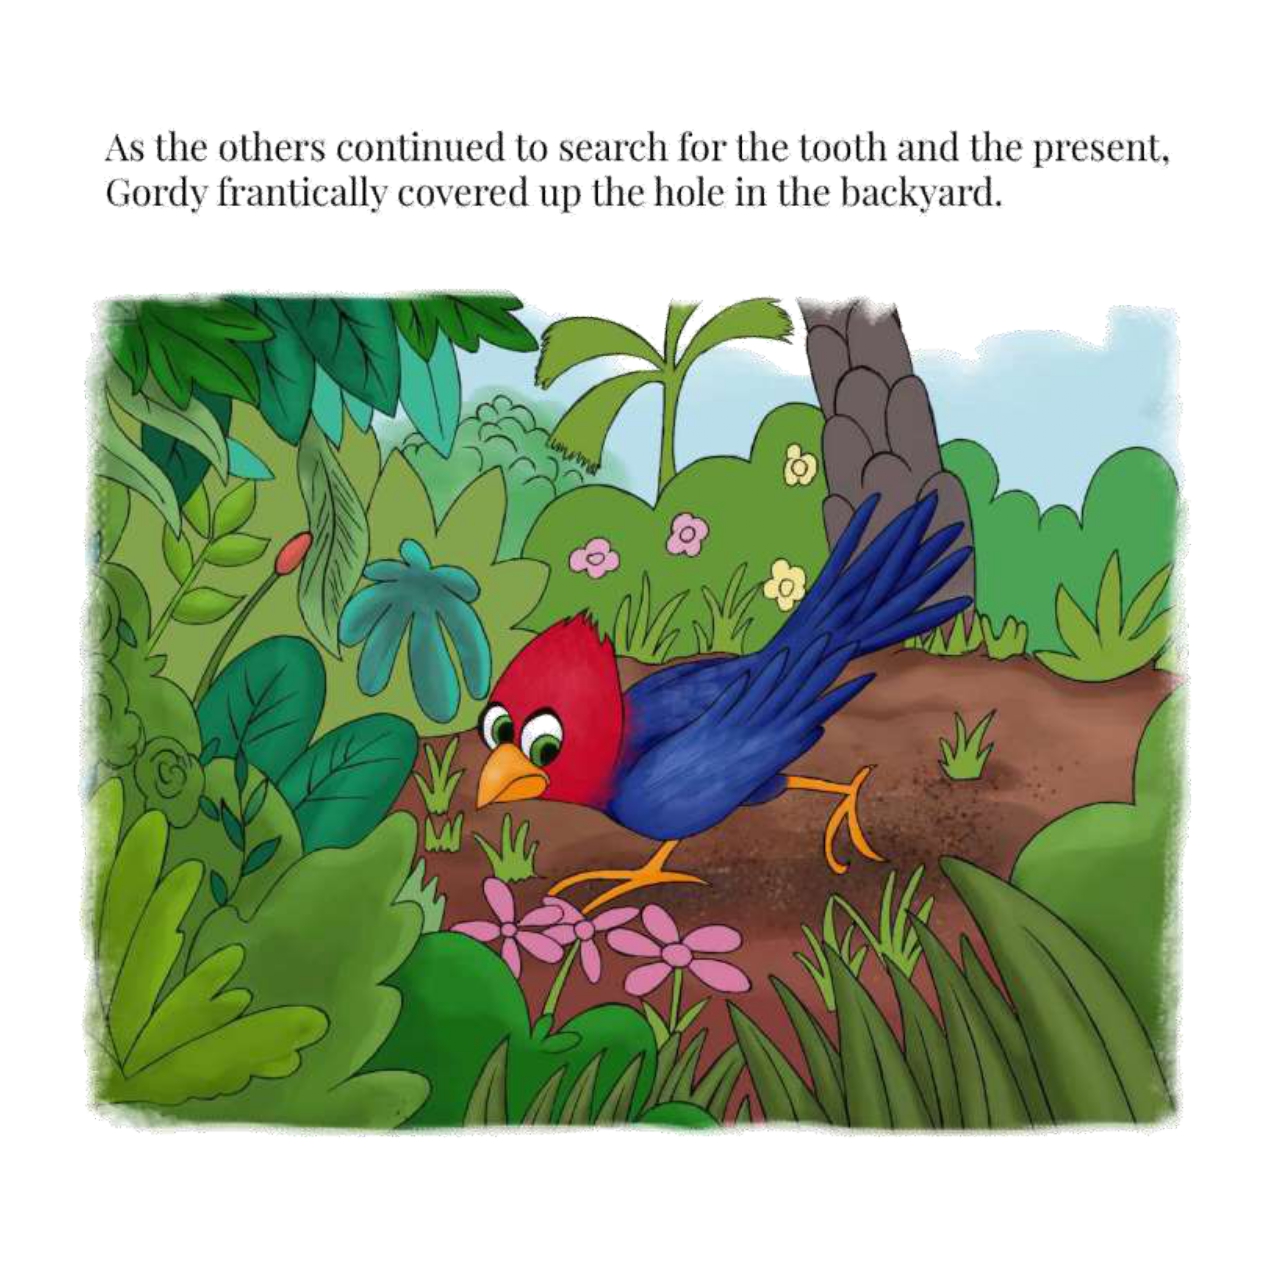 As the others continued to search for the tooth and the present,
Gordy frantically covered up the hole in the backyard.